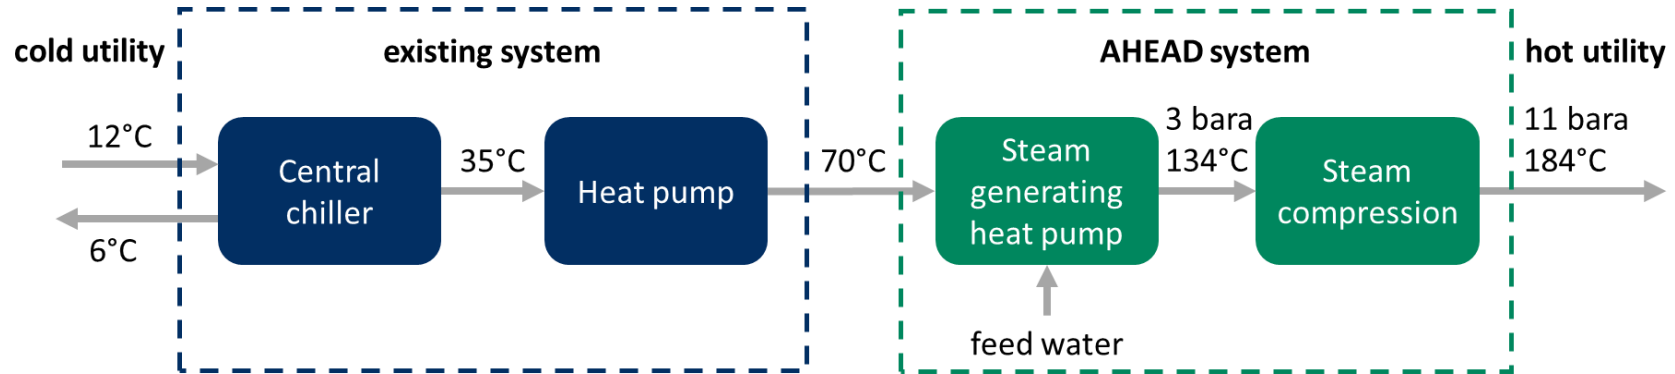 cold utility
existing system
AHEAD system
hot utility
12°C
6°C
Central
chiller
35°C
Heat pump
70°C
Steam
generating
heat pump
feed water
3 bara
134°C
Steam
compression
11 bara
184°C